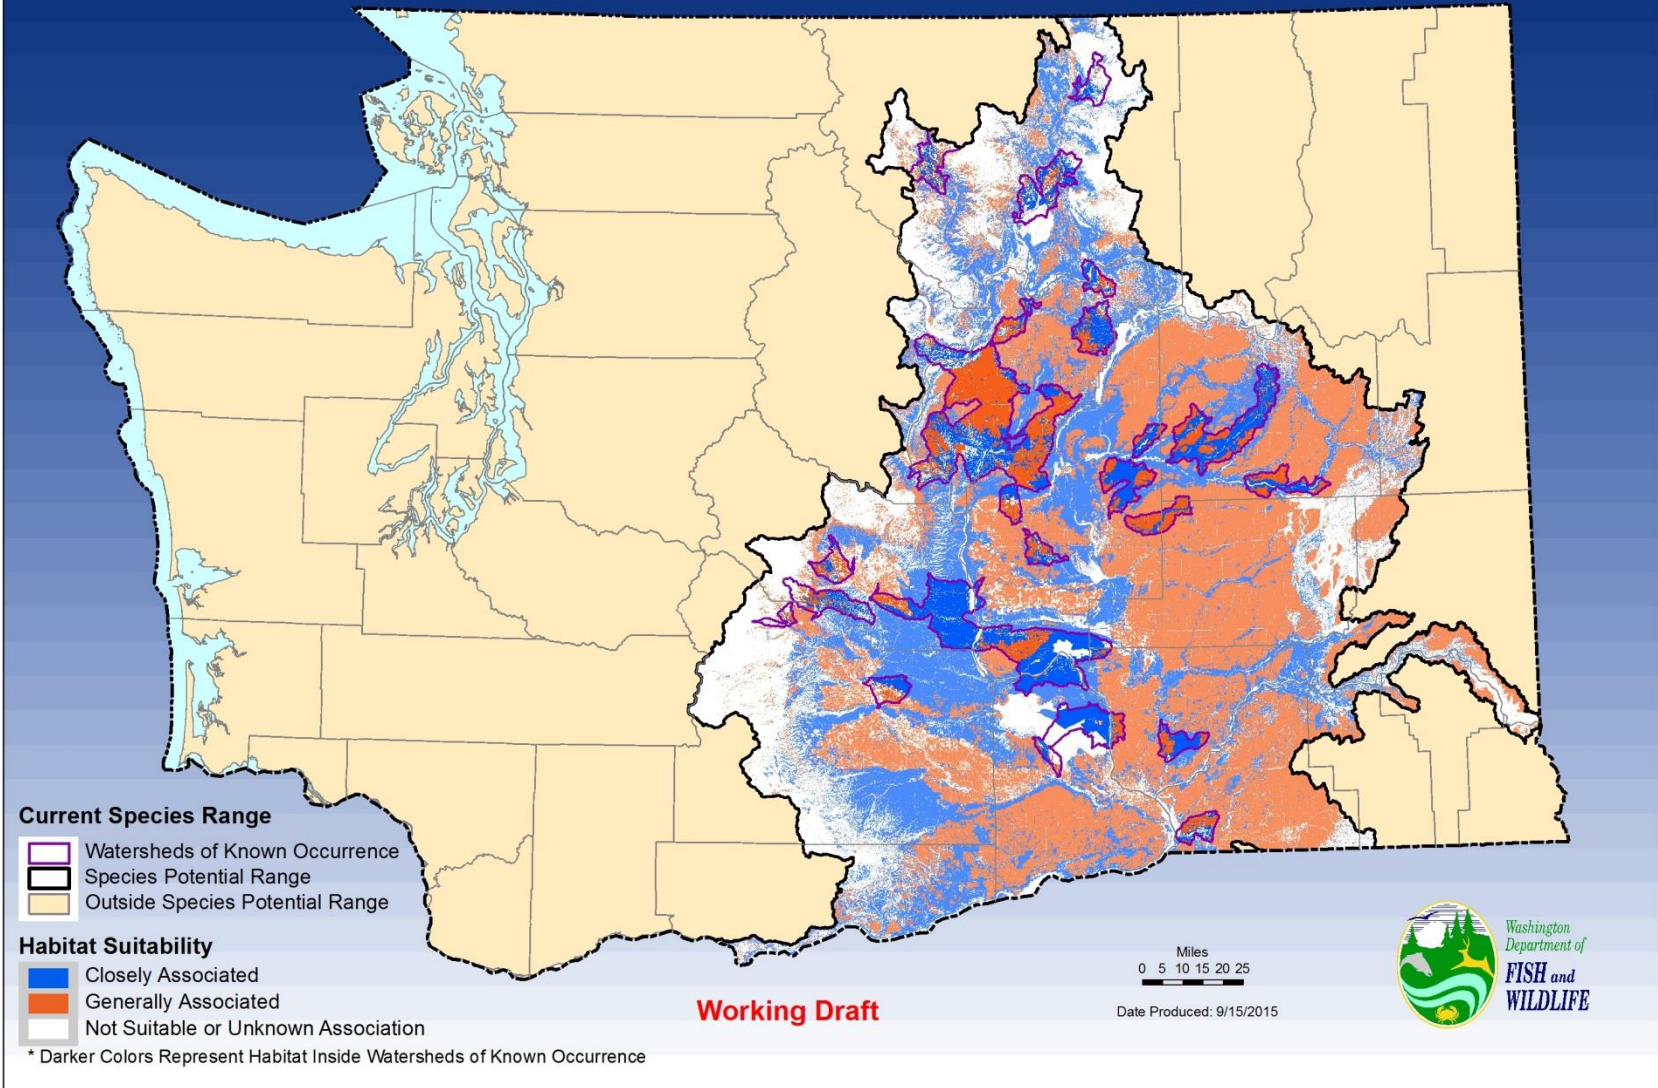 Current Species Range
Watersheds of Known Occurrence
Species Potential Range
Outside Species Potential Range
Habitat Suitability
Closely Associated
Generally Associated
Not Suitable or Unknown Association
* Darker Colors Represent Habitat Inside Watersheds of Known Occurrence
Working Draft
Miles
0 5 10 15 20 25
Date Produced: 9/15/2015
Washington
Department of
FISH and
WILDLIFE